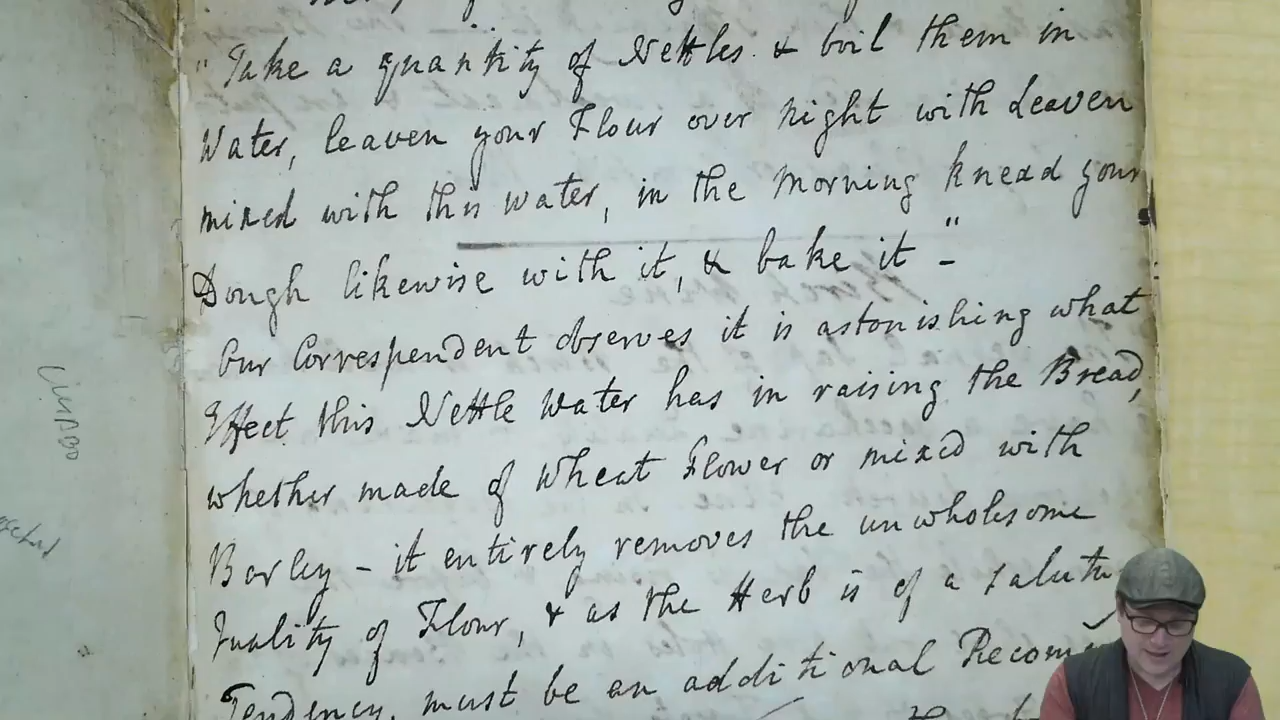 "Take a quantity of Nettles & boil them in
Water, leaven your Flour over night with Leaven
mixed with this water, in the Morning knead your
Dough likewise with it, & bake it –"
Our Correspondent observes it is astonishing what
Effect this Nettle Water has in raising the Bread,
whether made of Wheat Flower or mixed with
Barley – it entirely removes the unwholesome
Quality of Flour, & as the Herb is of a
Tendency, must be an additional